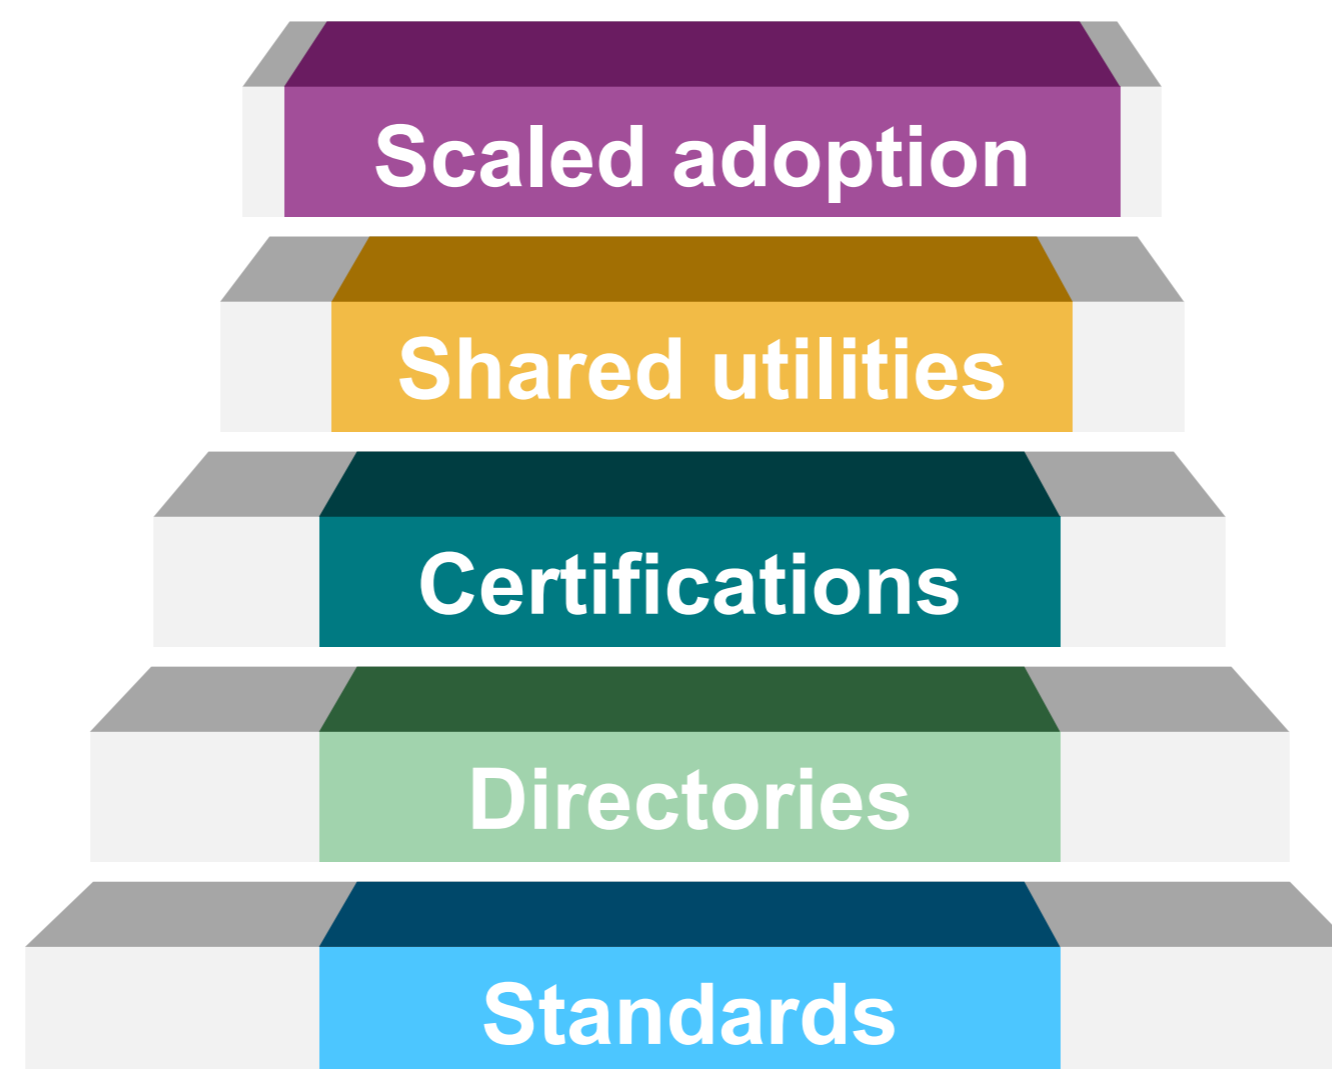 Scaled adoption
Shared utilities
Certifications
Directories
Standards